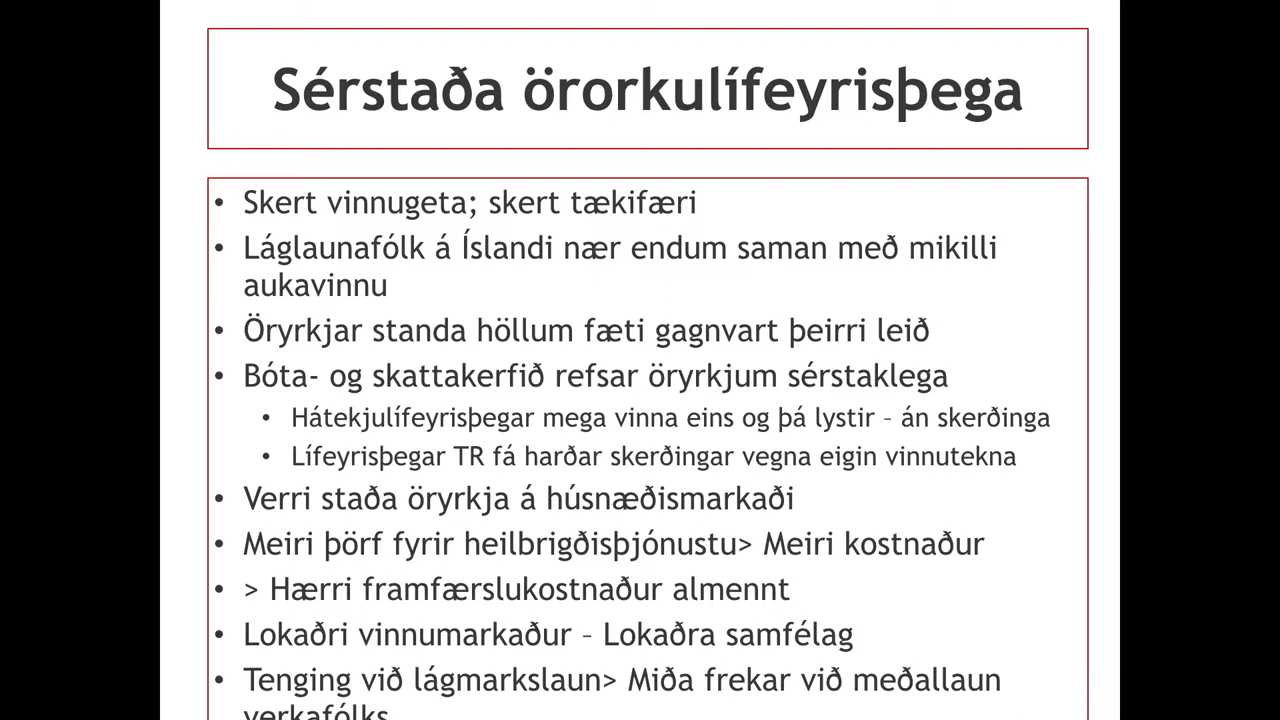 Sérstaða örorkulífeyrisþega
• Skert vinnugeta; skert tækifæri
• Láglaunafólk á Íslandi nær endum saman með mikilli
aukavinnu
• Öryrkjar standa höllum fæti gagnvart þeirri leið
• Bóta- og skattakerfið refsar öryrkjum sérstaklega
• Hátekjulífeyrisþegar mega vinna eins og þá lystir – án skerðinga
• Lífeyrisþegar TR fá harðar skerðingar vegna eigin vinnutekna
• Verri staða öryrkja á húsnæðismarkaði
• Meiri þörf fyrir heilbrigðisþjónustu> Meiri kostnaður
• > Hærri framfærslukostnaður almennt
• Lokaðri vinnumarkaður – Lokaðra samfélag
• Tenging við lágmarkslaun> Miða frekar við meðallaun
verkafólks